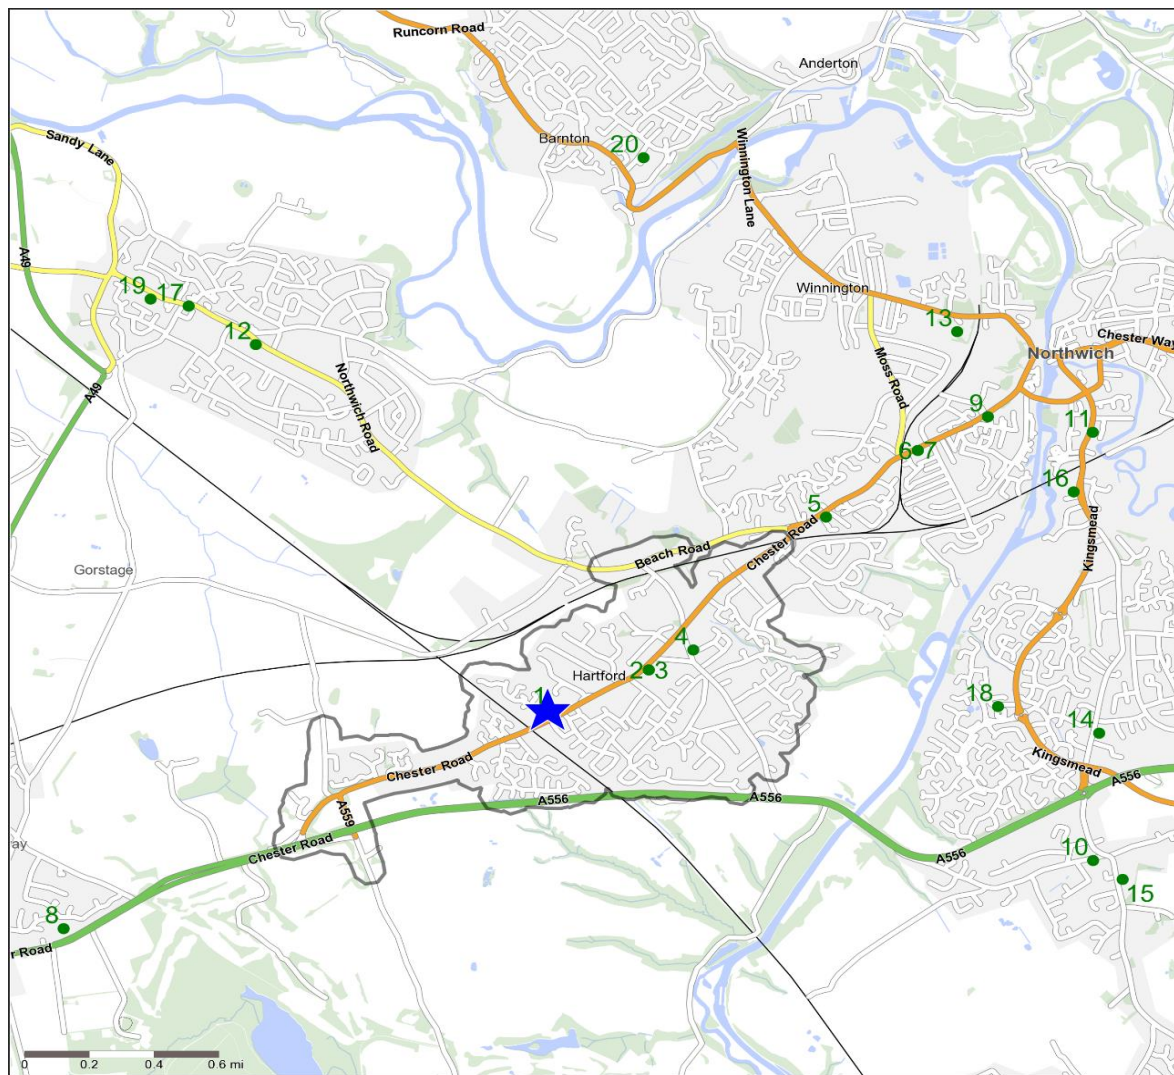 Runcorn Road
Anderton
Sandy Lane
Barnton
20
Winnington Lane
A49
19 17
Winnington
12
13
Chester Way
Northwich
A49
Moss Road
Northwich Road
9
11
6 7
16
5
Chester Road
Beach Road
Kingsmead
Gorstage
4
Hartford
2 3
1
18
14
Chester Road
Kingsmead
A556
A556
A556
A559
Chester Road
A556
10
15
8
r Road
0 0.2 0.4 0.6 mi